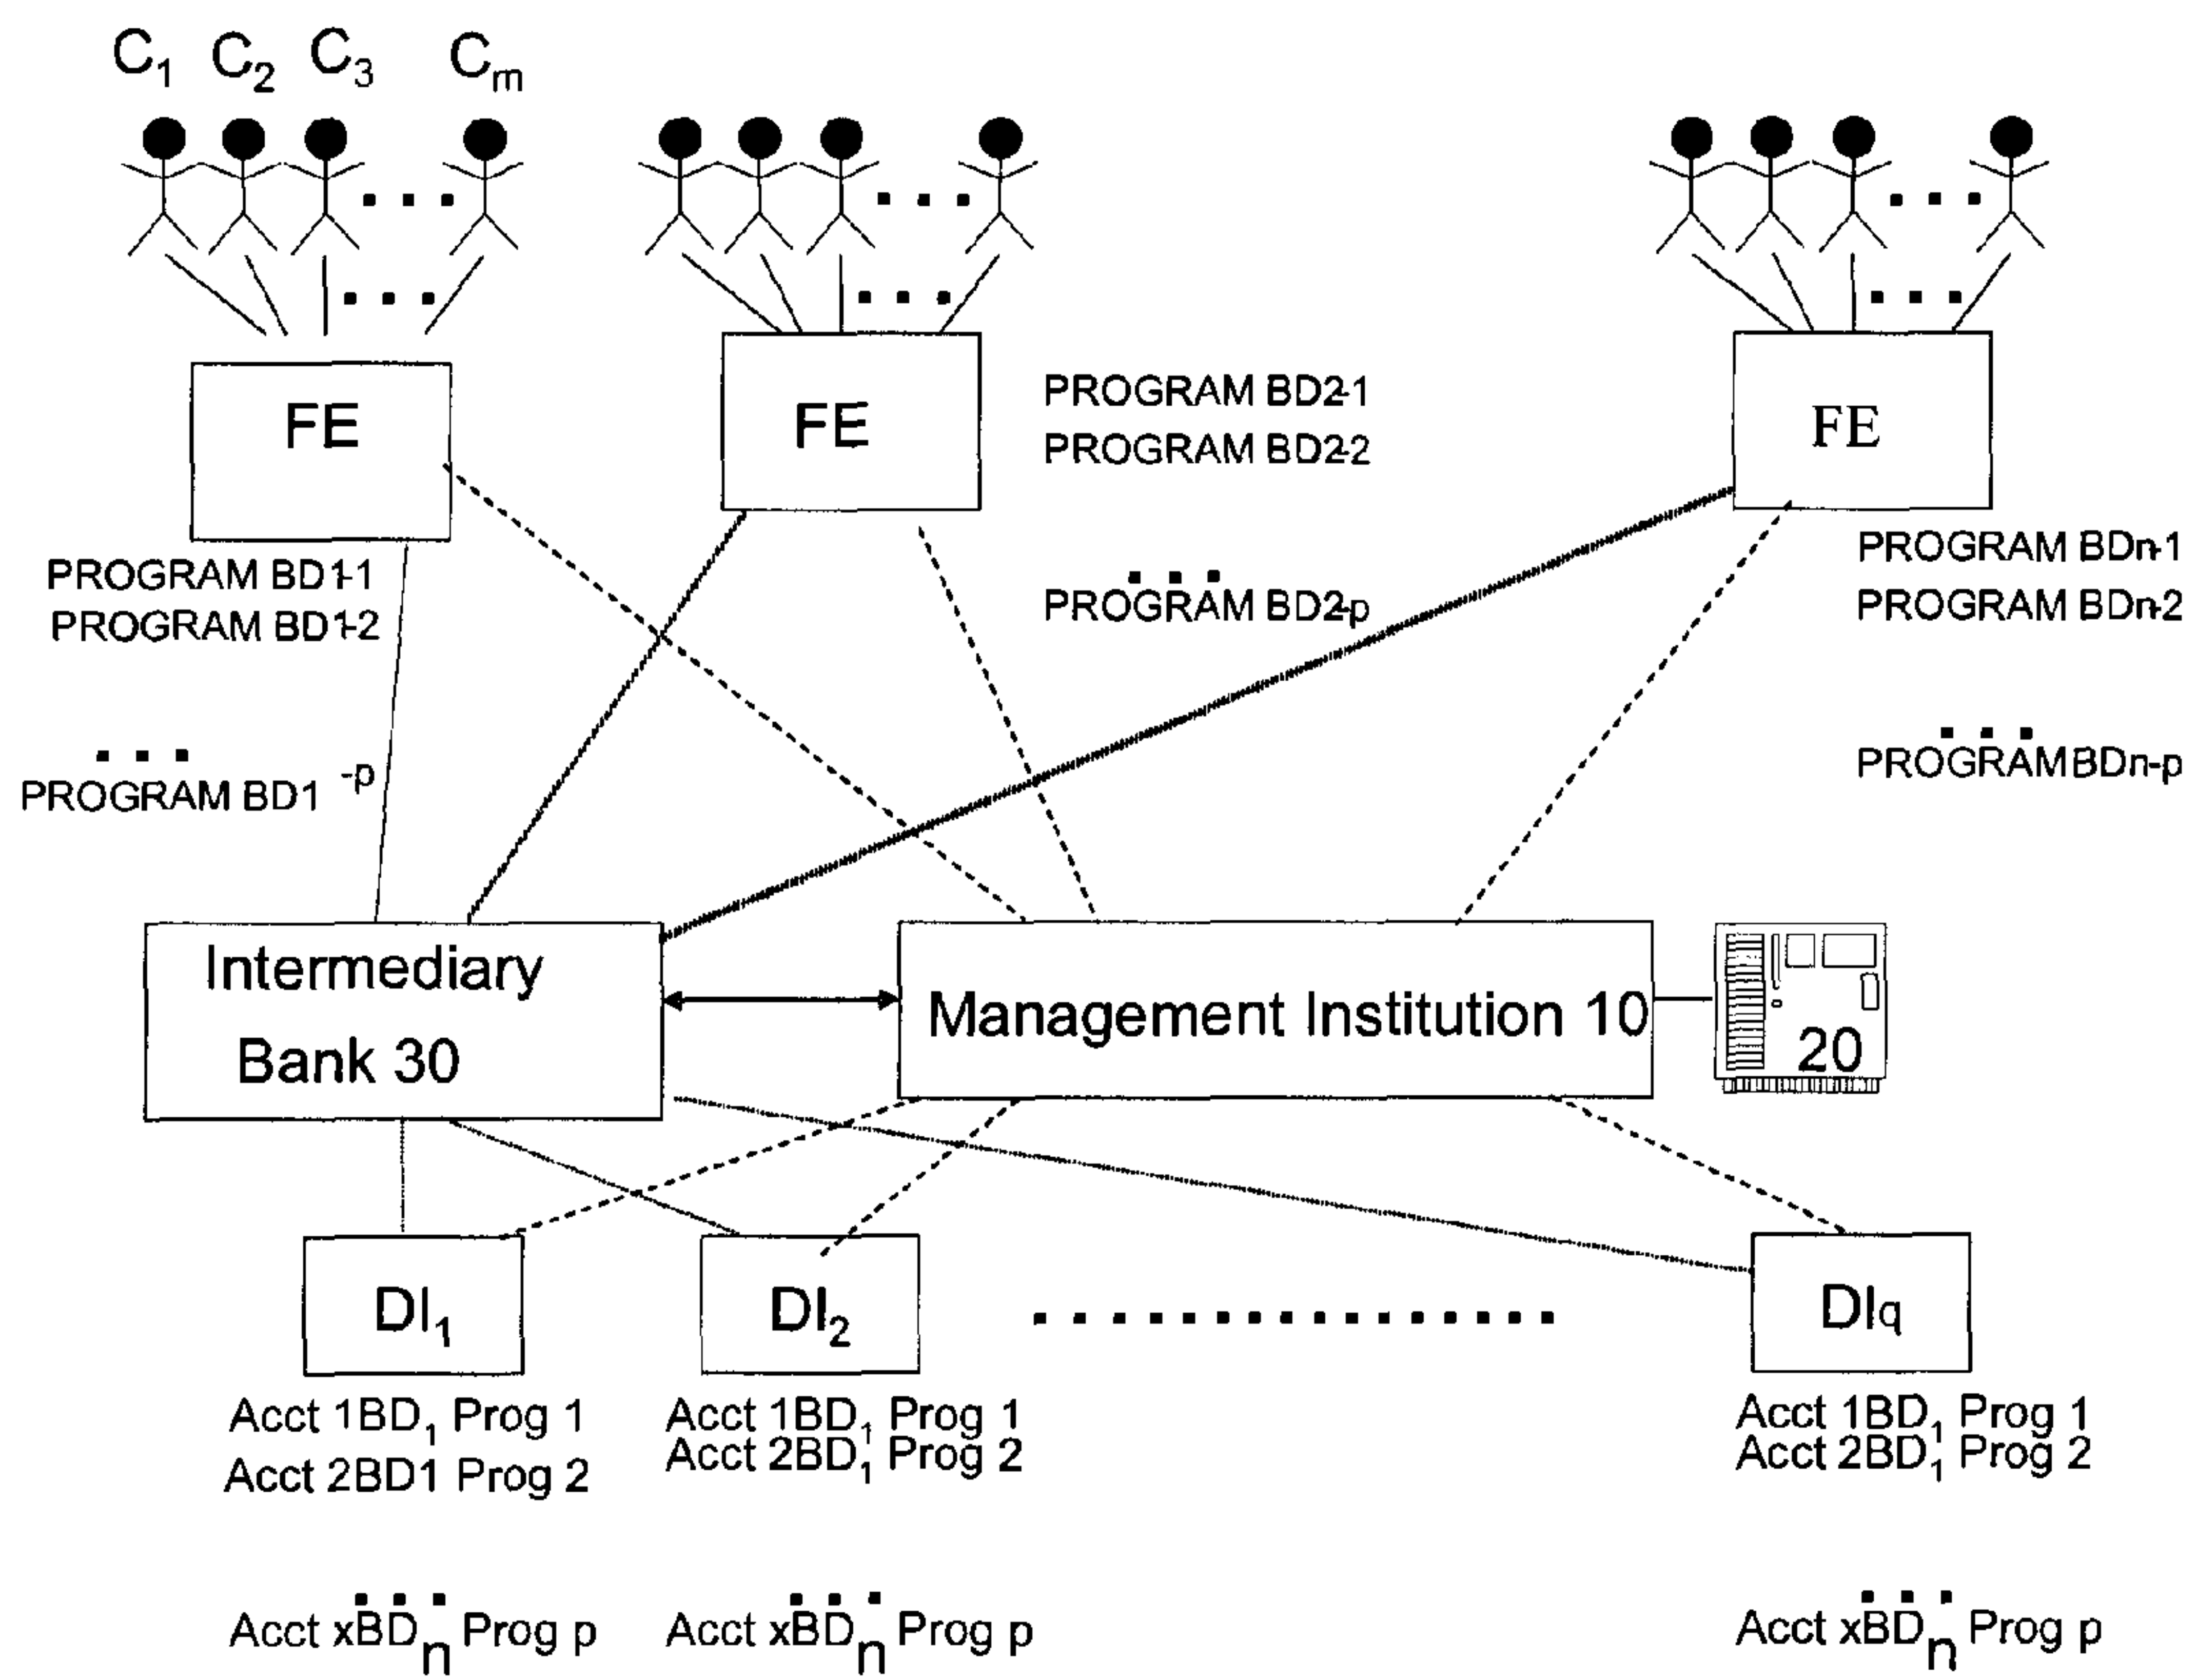 C1 C2 C3 Cm
FE
FE
FE
PROGRAM BD2-1
PROGRAM BD2-2
PROGRAM BD2-p
PROGRAM BD1-1
PROGRAM BD1-2
PROGRAM BD1 -p
PROGRAM BDn-1
PROGRAM BDn-2
PROGRAM BDn-p
Intermediary
Bank 30
Management Institution 10
20
DI1
DI2
DIq
Acct 1BD1 Prog 1
Acct 2BD1 Prog 2
Acct xBDn Prog p
Acct 1BD1 Prog 1
Acct 2BD1 Prog 2
Acct xBDn Prog p
Acct 1BD1 Prog 1
Acct 2BD1 Prog 2
Acct xBDn Prog p